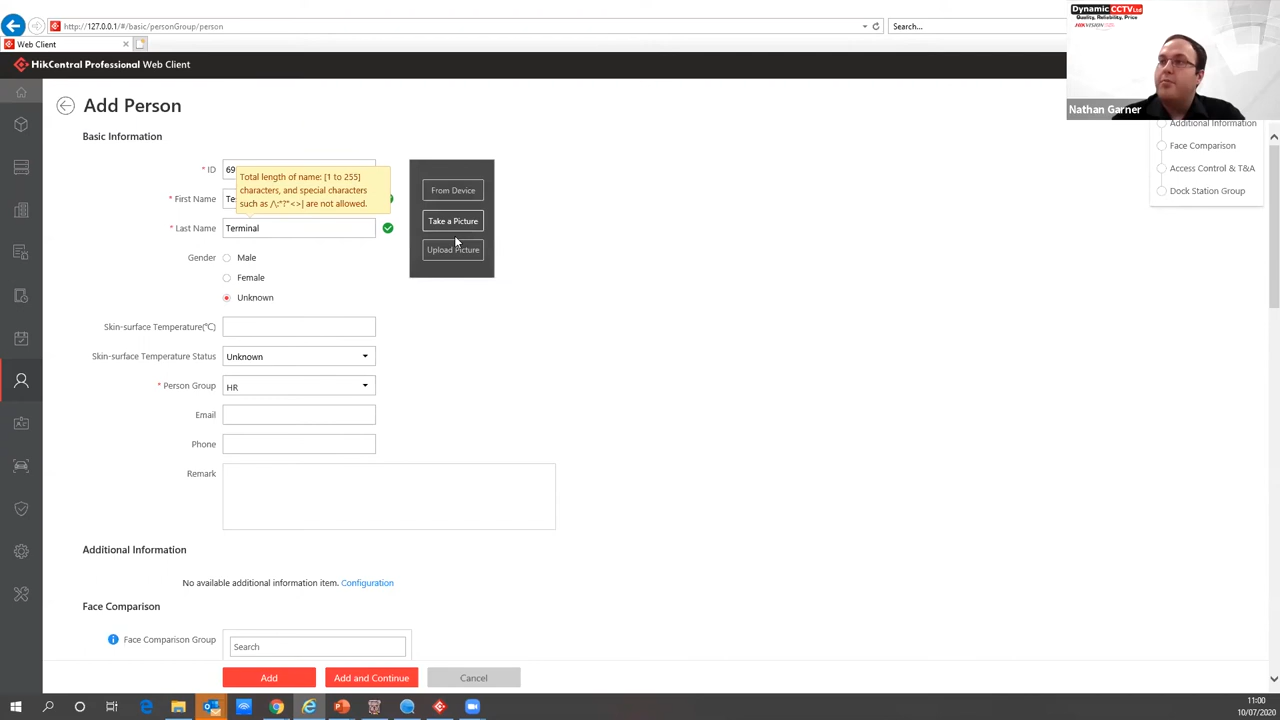 http://127.0.0.1/#/basic/personGroup/person
Search...
Web Client
HikCentral Professional Web Client
Dynamic CCTV Ltd
Quality, Reliability, Price
HIKVISION
Nathan Garner
Add Person
Basic Information
* ID 69
Total length of name: [1 to 255] characters, and special characters such as /\:*?"<>| are not allowed.
* First Name Te
* Last Name Terminal
Gender Male
Female
Unknown
From Device
Take a Picture
Upload Picture
Additional Information
Face Comparison
Access Control & T&A
Dock Station Group
Skin-surface Temperature(℃)
Skin-surface Temperature Status Unknown
* Person Group HR
Email
Phone
Remark
Additional Information
No available additional information item. Configuration
Face Comparison
Face Comparison Group Search
Add Add and Continue Cancel
11:00
10/07/2020